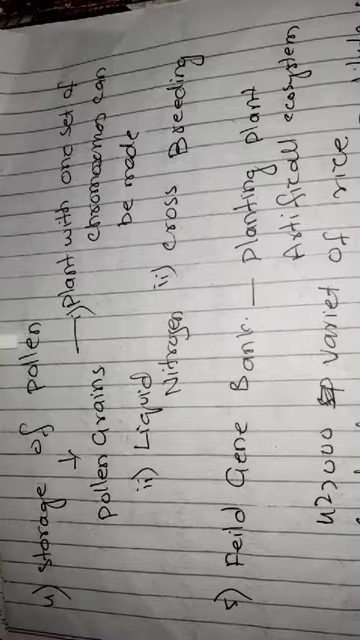 4) Storage of pollen
↓
Pollen Grains — i) Plant with one set of
chromosomes can
be made
ii) Liquid
Nitrogen ii) cross Breeding
5) Feild Gene Bank. — planting plant
Artificall ecosystem
42,000 variet of rice